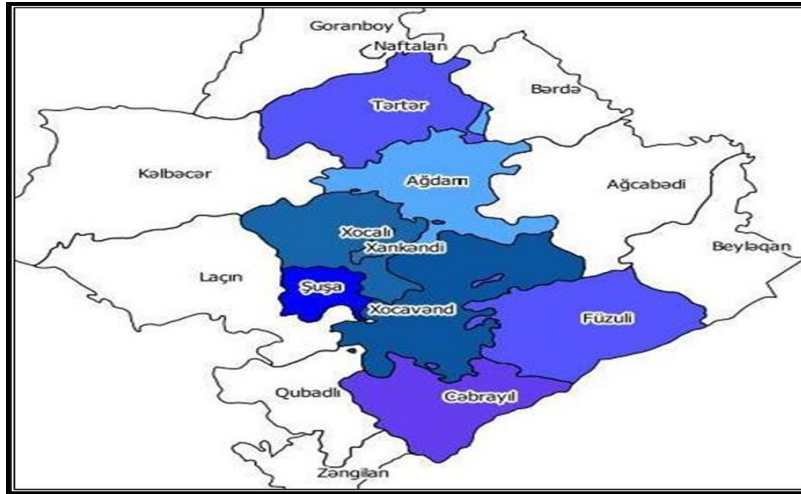 Goranboy
Naftalan
Bərdə
Tərtər
Kəlbəcər
Ağdam
Ağcabədi
Xocalı
Xankəndi
Beyləqan
Laçın
Şuşa
Xocavənd
Füzuli
Qubadlı
Cəbrayıl
Zəngilan